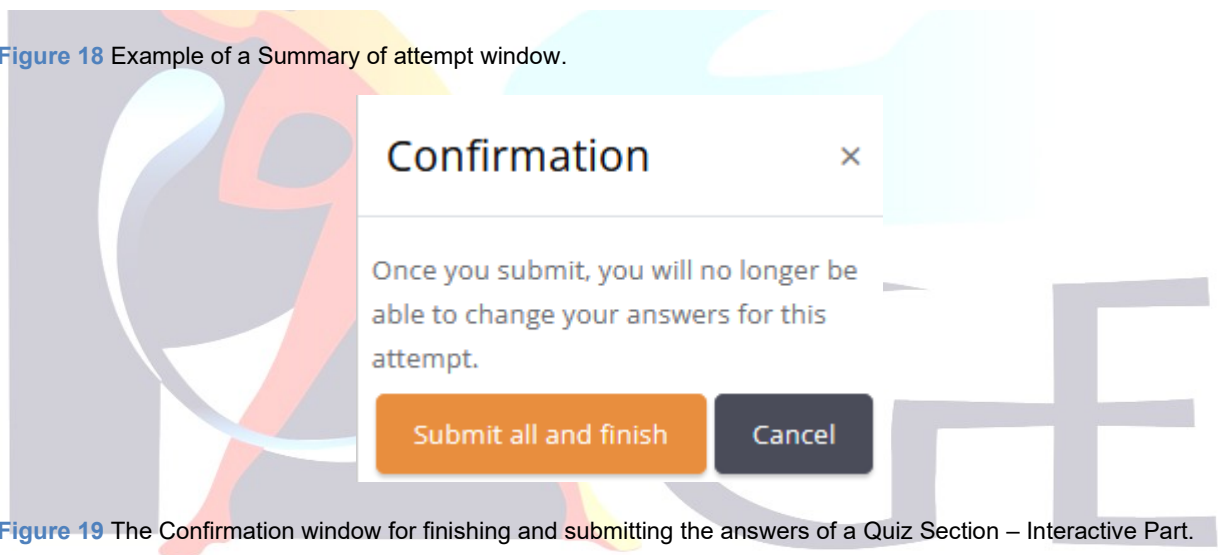 Figure 18 Example of a Summary of attempt window.
Confirmation ×
Once you submit, you will no longer be
able to change your answers for this
attempt.
Submit all and finish Cancel
Figure 19 The Confirmation window for finishing and submitting the answers of a Quiz Section – Interactive Part.